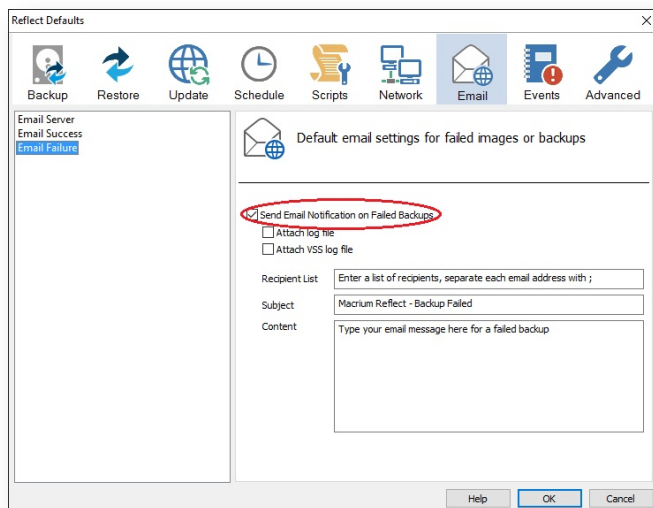 Reflect Defaults
Backup
Restore
Update
Schedule
Scripts
Network
Email
Events
Advanced
Email Server
Email Success
Email Failure
Default email settings for failed images or backups
Send Email Notification on Failed Backups
Attach log file
Attach VSS log file
Recipient List
Enter a list of recipients, separate each email address with ;
Subject
Macrium Reflect - Backup Failed
Content
Type your email message here for a failed backup
Help
OK
Cancel